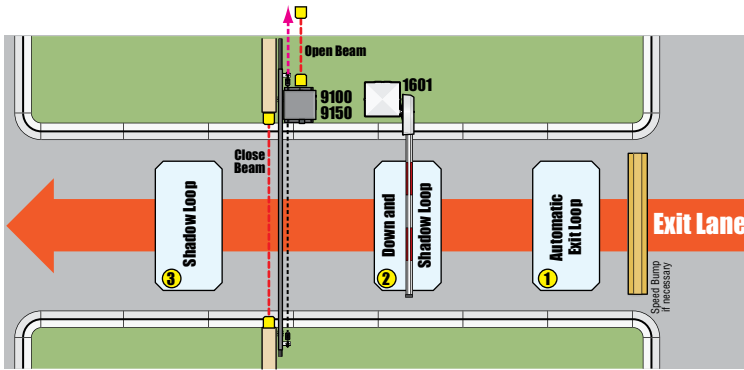 Open Beam
9100
9150
1601
Close
Beam
Shadow Loop
3
Down and
Shadow Loop
2
Automatic
Exit Loop
1
Exit Lane
Speed Bump
if necessary